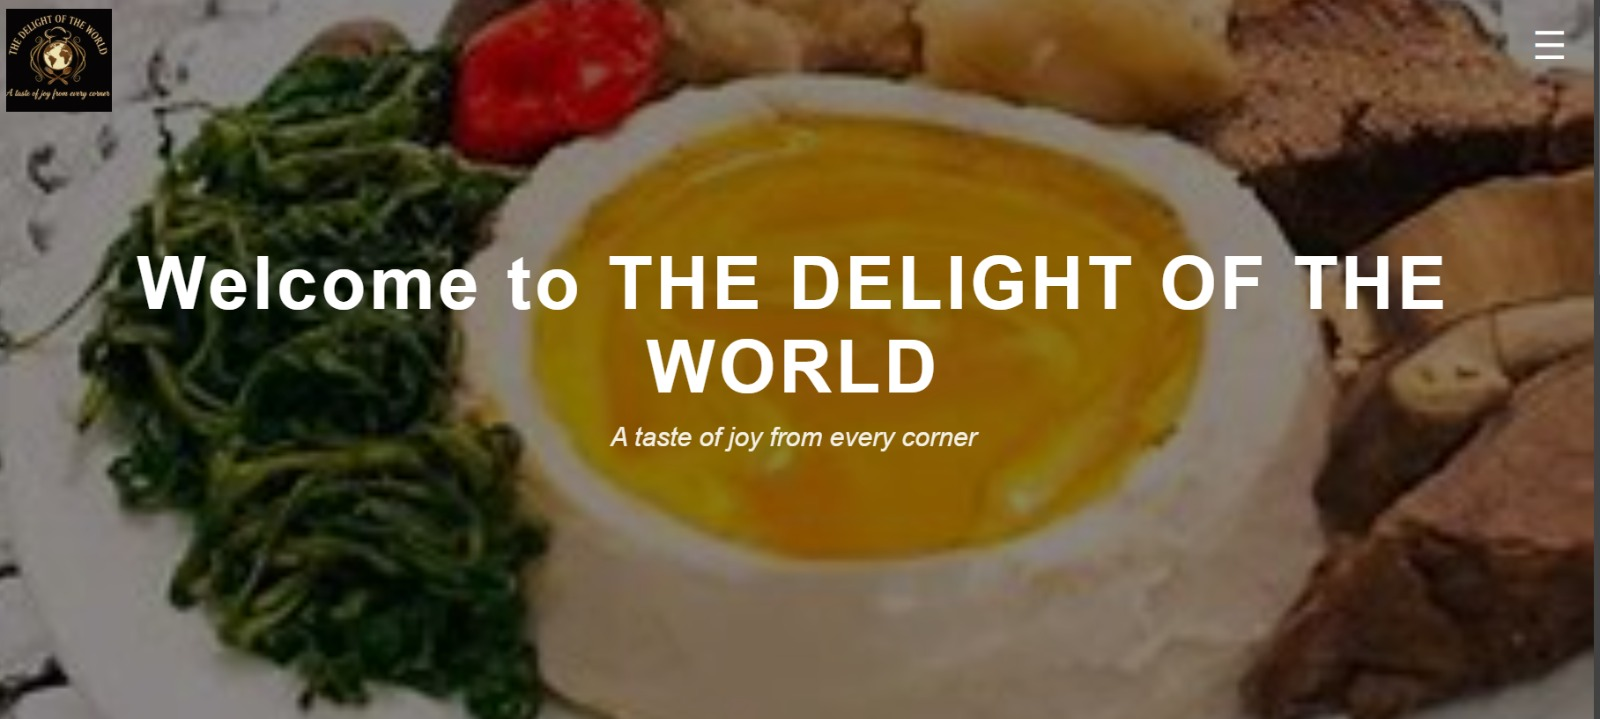 THE DELIGHT OF THE WORLD
A taste of joy from every corner
Welcome to THE DELIGHT OF THE
WORLD
A taste of joy from every corner